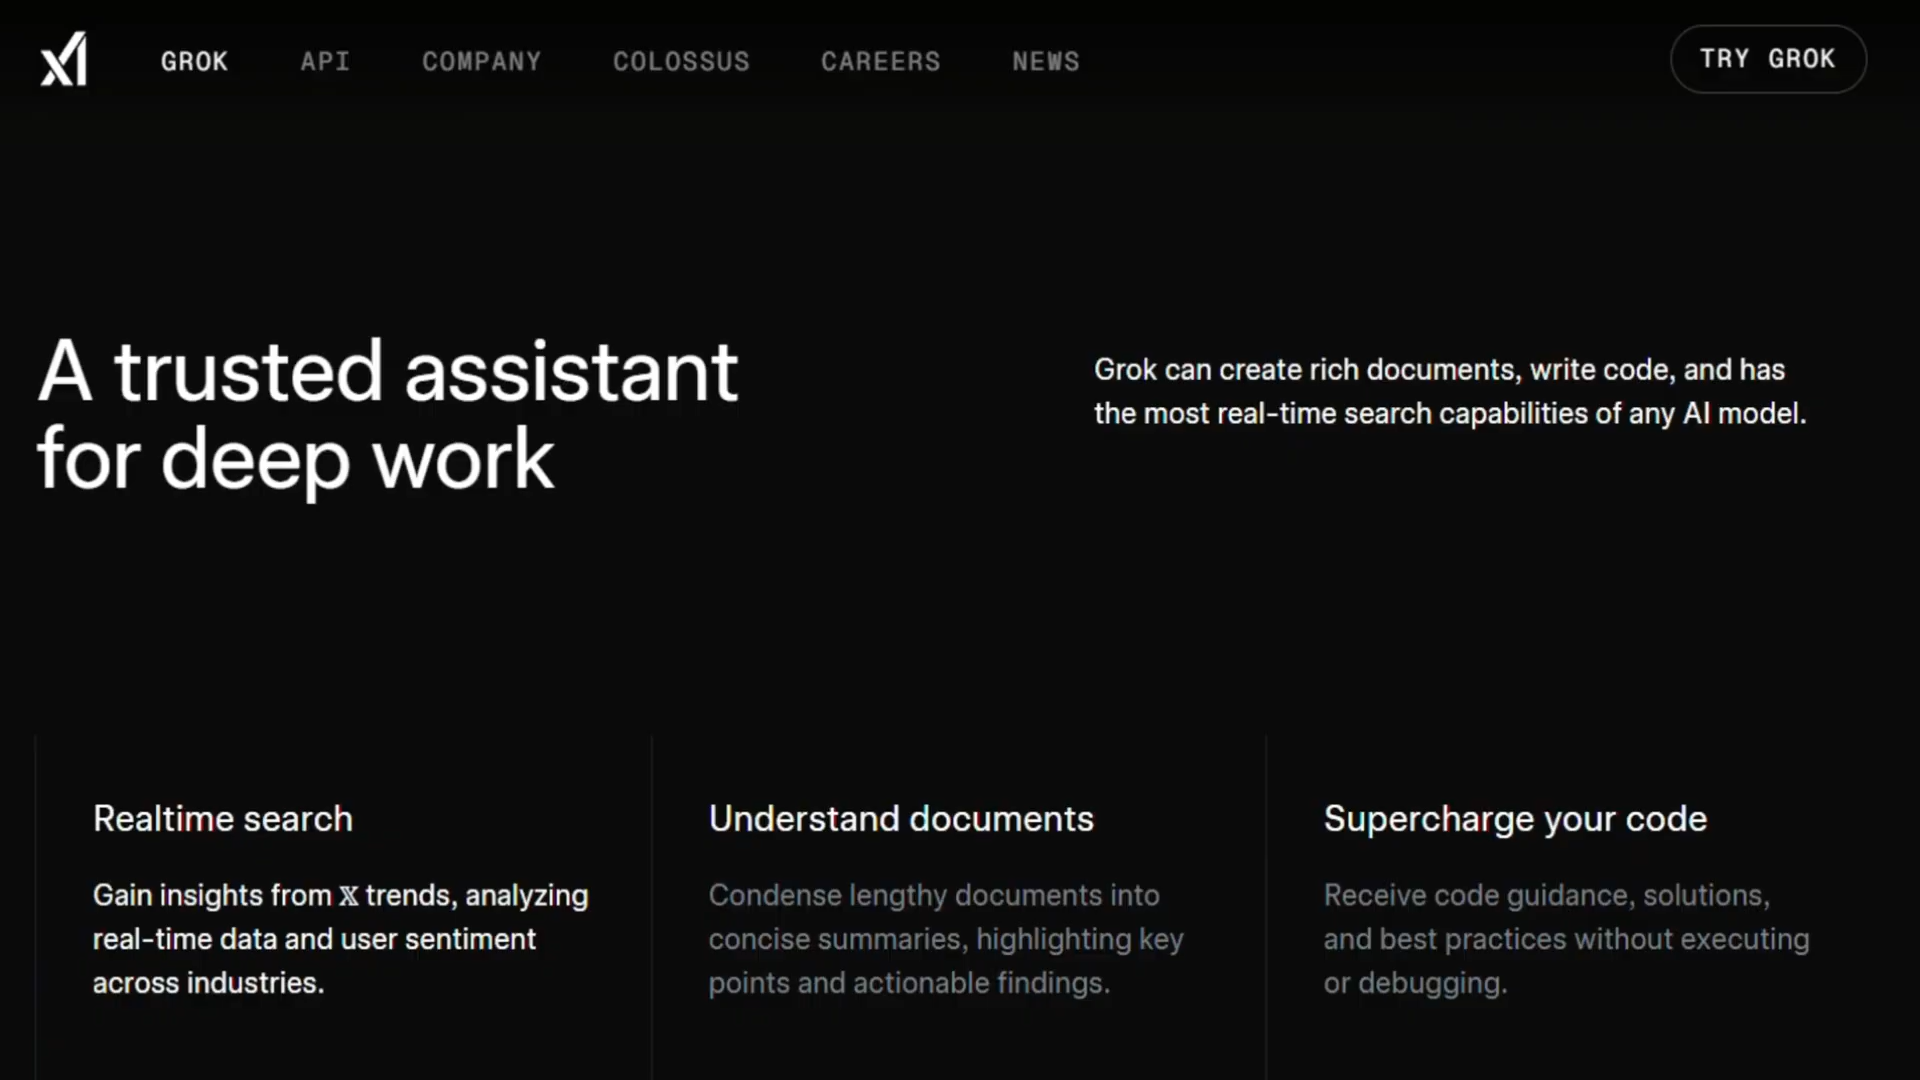 xI
GROK
API
COMPANY
COLOSSUS
CAREERS
NEWS
TRY GROK
A trusted assistant
for deep work
Grok can create rich documents, write code, and has
the most real-time search capabilities of any AI model.
Realtime search
Gain insights from 𝕏 trends, analyzing
real-time data and user sentiment
across industries.
Understand documents
Condense lengthy documents into
concise summaries, highlighting key
points and actionable findings.
Supercharge your code
Receive code guidance, solutions,
and best practices without executing
or debugging.